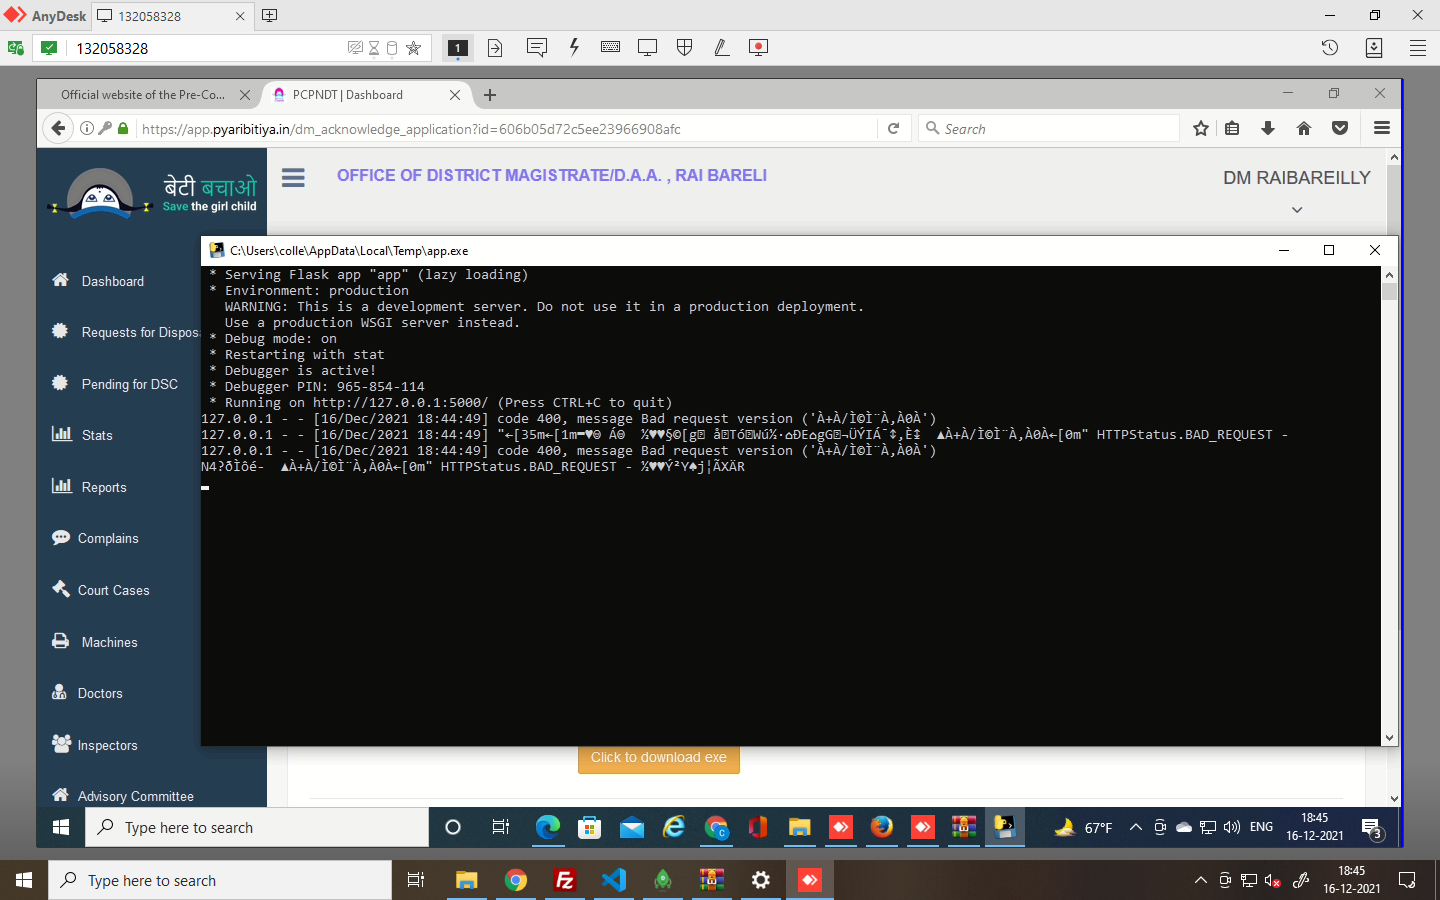 AnyDesk
132058328
132058328
1
Official website of the Pre-Co...
PCPNDT | Dashboard
https://app.pyaribitiya.in/dm_acknowledge_application?id=606b05d72c5ee23966908afc
Search
बेटी बचाओ
Save the girl child
OFFICE OF DISTRICT MAGISTRATE/D.A.A. , RAI BARELI
DM RAIBAREILLY
Dashboard
Requests for Dispos
Pending for DSC
Stats
Reports
Complains
Court Cases
Machines
Doctors
Inspectors
Advisory Committee
C:\Users\colle\AppData\Local\Temp\app.exe
* Serving Flask app "app" (lazy loading)
* Environment: production
WARNING: This is a development server. Do not use it in a production deployment.
Use a production WSGI server instead.
* Debug mode: on
* Restarting with stat
* Debugger is active!
* Debugger PIN: 965-854-114
* Running on http://127.0.0.1:5000/ (Press CTRL+C to quit)
127.0.0.1 - - [16/Dec/2021 18:44:49] code 400, message Bad request version ('À+À/Ì©Ì¨À,À0À')
127.0.0.1 - - [16/Dec/2021 18:44:49] "←[35m←[1m HTTPStatus.BAD_REQUEST -
127.0.0.1 - - [16/Dec/2021 18:44:49] code 400, message Bad request version ('À+À/Ì©Ì¨À,À0À')
N4?ðÌôé- ▲À+À/Ì©Ì¨À,À0À←[0m" HTTPStatus.BAD_REQUEST - ½♥♥Ý²Y♠j¦ÃXÄR
Click to download exe
Type here to search
67°F
ENG
18:45
16-12-2021
3
Type here to search
18:45
16-12-2021